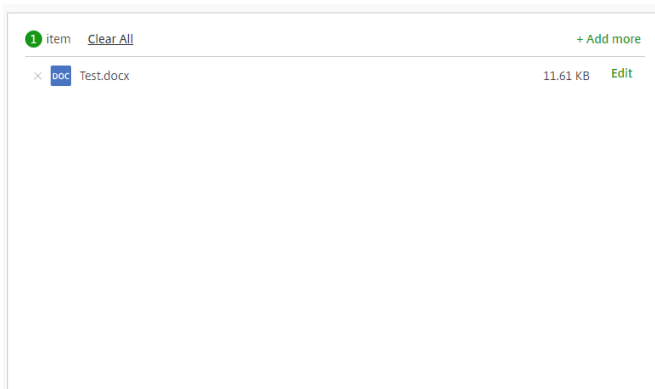 1 item Clear All + Add more
DOC Test.docx 11.61 KB Edit